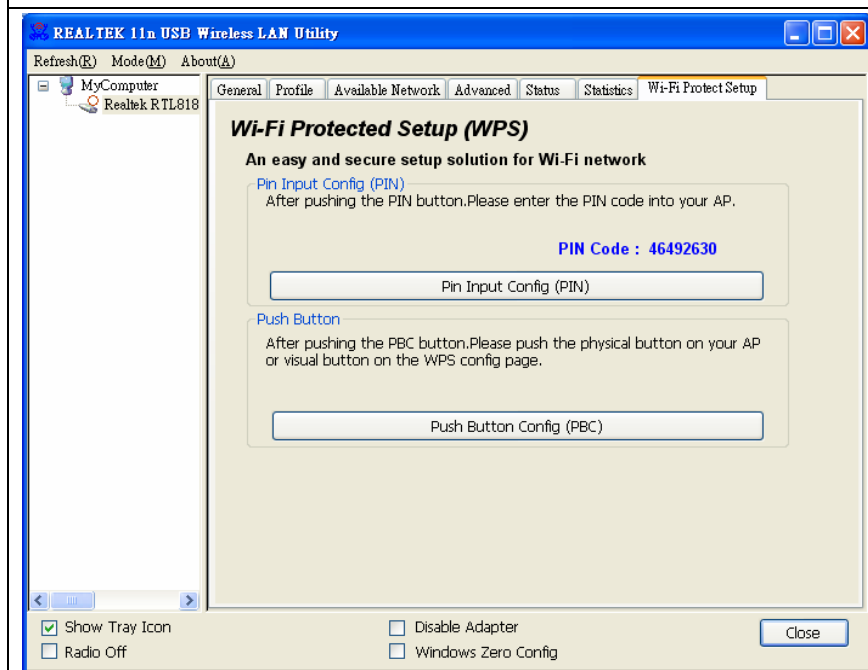 REALTEK 11n USB Wireless LAN Utility
Refresh(R) Mode(M) About(A)
MyComputer
Realtek RTL818
General Profile Available Network Advanced Status Statistics Wi-Fi Protect Setup
Wi-Fi Protected Setup (WPS)
An easy and secure setup solution for Wi-Fi network
Pin Input Config (PIN)
After pushing the PIN button.Please enter the PIN code into your AP.
PIN Code : 46492630
Pin Input Config (PIN)
Push Button
After pushing the PBC button.Please push the physical button on your AP
or visual button on the WPS config page.
Push Button Config (PBC)
Show Tray Icon
Radio Off
Disable Adapter
Windows Zero Config
Close